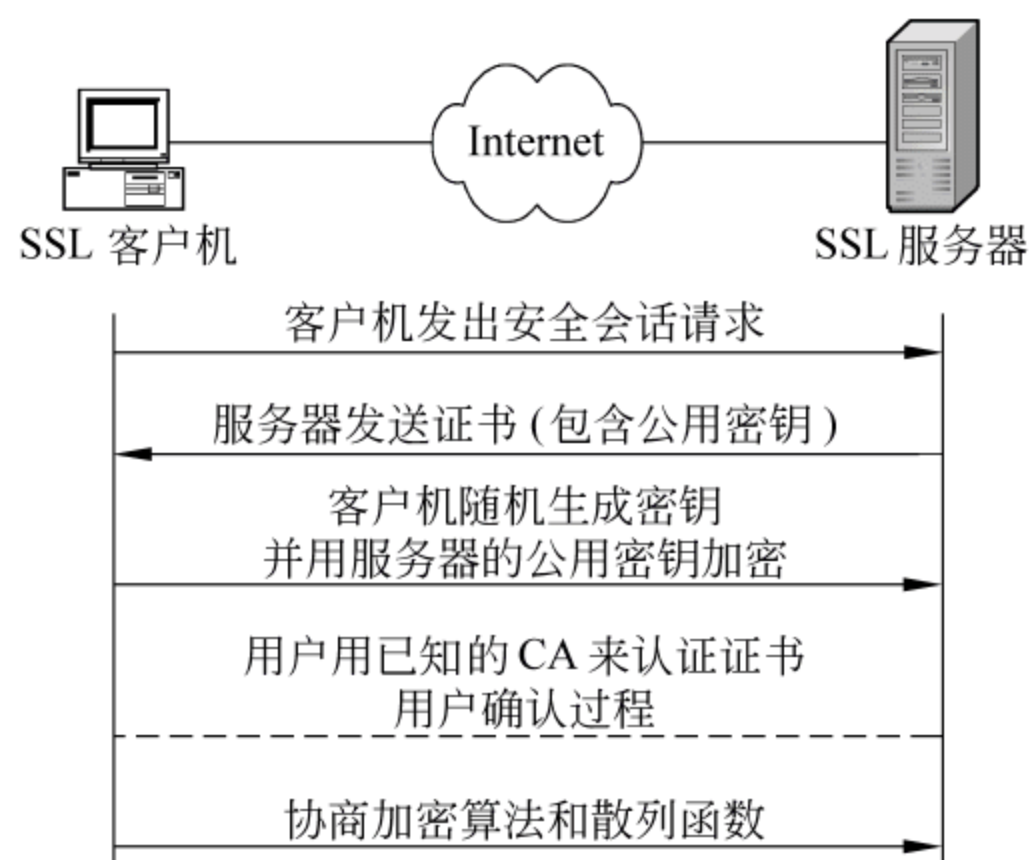 Internet
SSL 客户机
SSL 服务器
客户机发出安全会话请求
服务器发送证书(包含公用密钥)
客户机随机生成密钥
并用服务器的公用密钥加密
用户用已知的CA来认证证书
用户确认过程
协商加密算法和散列函数